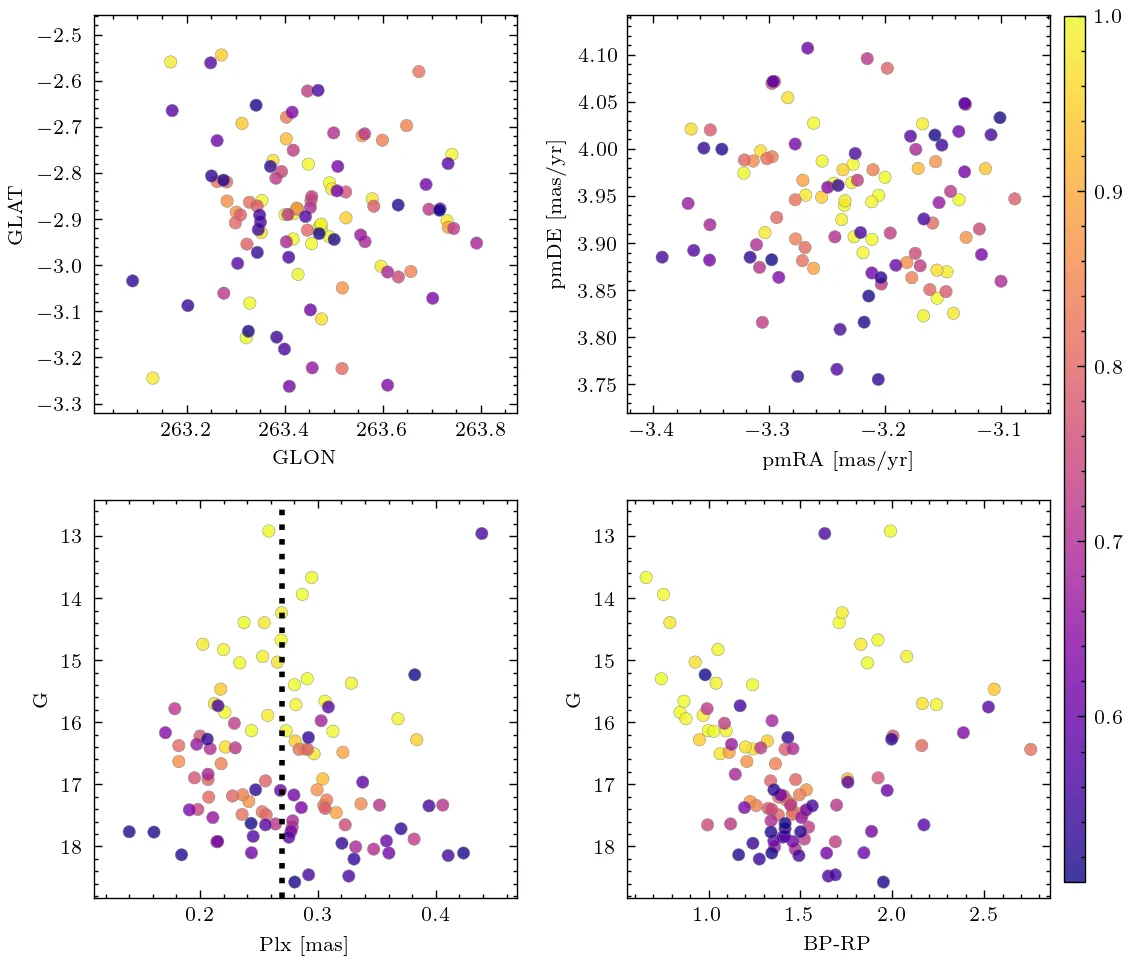 −2.5
−2.6
−2.7
−2.8
−2.9
−3.0
−3.1
−3.2
−3.3
GLAT
263.2 263.4 263.6 263.8
GLON
4.10
4.05
4.00
3.95
3.90
3.85
3.80
3.75
pmDE [mas/yr]
−3.4 −3.3 −3.2 −3.1
pmRA [mas/yr]
1.0
0.9
0.8
0.7
0.6
13
14
15
16
17
18
G
0.2 0.3 0.4
Plx [mas]
13
14
15
16
17
18
G
1.0 1.5 2.0 2.5
BP-RP